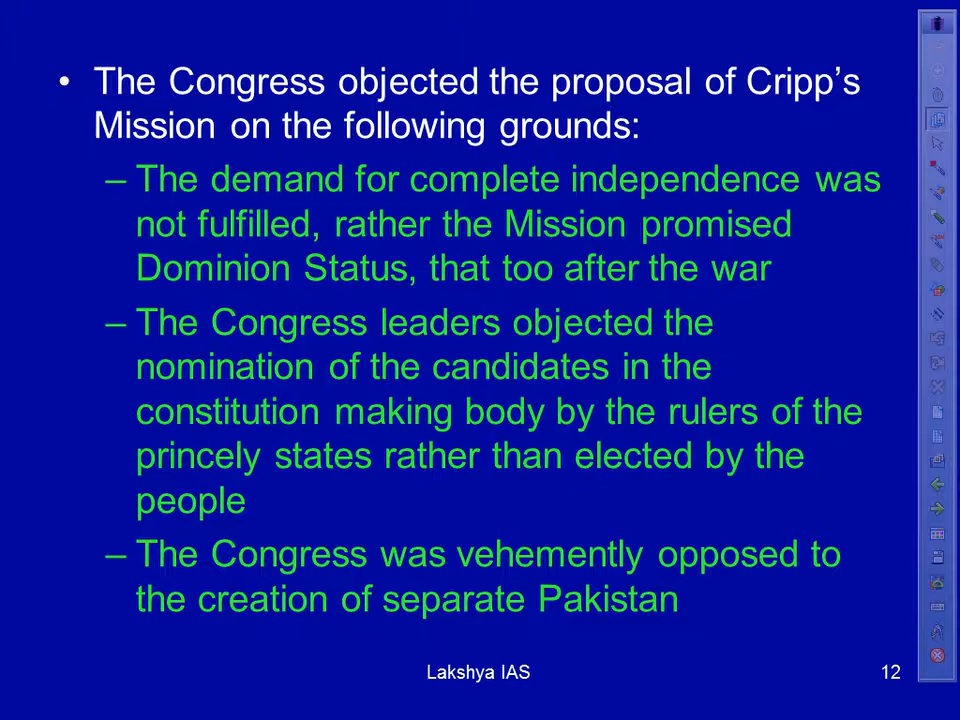 • The Congress objected the proposal of Cripp’s
Mission on the following grounds:
– The demand for complete independence was
not fulfilled, rather the Mission promised
Dominion Status, that too after the war
– The Congress leaders objected the
nomination of the candidates in the
constitution making body by the rulers of the
princely states rather than elected by the
people
– The Congress was vehemently opposed to
the creation of separate Pakistan
Lakshya IAS
12